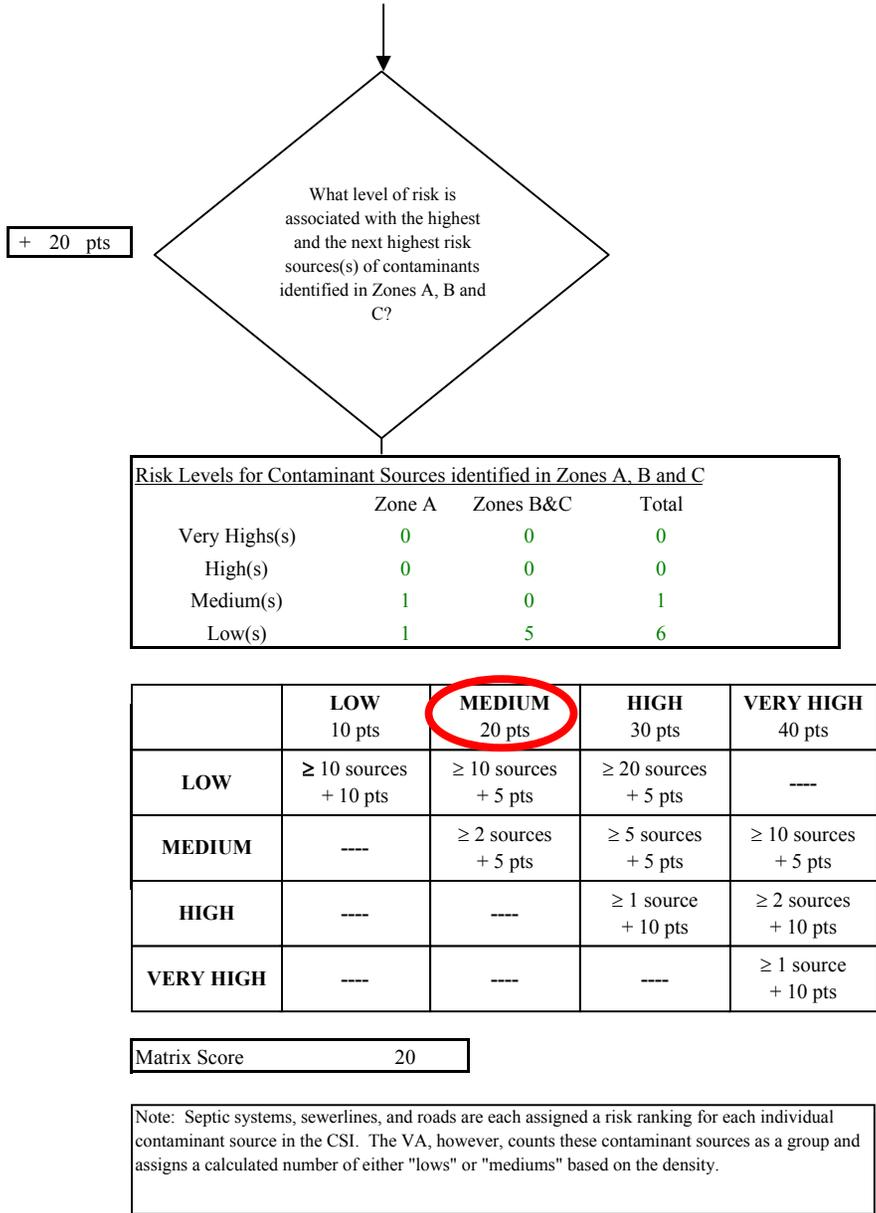 What level of risk is
associated with the highest
and the next highest risk
sources(s) of contaminants
identified in Zones A, B and
C?
+ 20 pts
Risk Levels for Contaminant Sources identified in Zones A, B and C
Zone A Zones B&C Total
Very Highs(s) 0 0 0
High(s) 0 0 0
Medium(s) 1 0 1
Low(s) 1 5 6
LOW MEDIUM HIGH VERY HIGH
10 pts 20 pts 30 pts 40 pts
LOW ≥ 10 sources ≥ 10 sources ≥ 20 sources ----
+ 10 pts + 5 pts + 5 pts
MEDIUM ---- ≥ 2 sources ≥ 5 sources ≥ 10 sources
+ 5 pts + 5 pts + 5 pts
HIGH ---- ---- ≥ 1 source ≥ 2 sources
+ 10 pts + 10 pts
VERY HIGH ---- ---- ---- ≥ 1 source
+ 10 pts
Matrix Score 20
Note: Septic systems, sewerlines, and roads are each assigned a risk ranking for each individual
contaminant source in the CSI. The VA, however, counts these contaminant sources as a group and
assigns a calculated number of either "lows" or "mediums" based on the density.